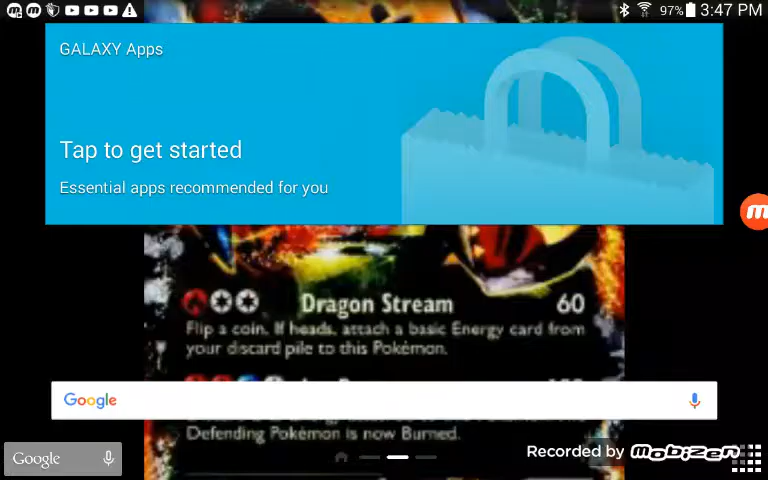 97% 3:47 PM
GALAXY Apps
Tap to get started
Essential apps recommended for you
Dragon Stream 60
Flip a coin. If heads, attach a basic Energy card from
your discard pile to this Pokémon.
Google
Defending Pokémon is now Burned.
Google
Recorded by Mobizen